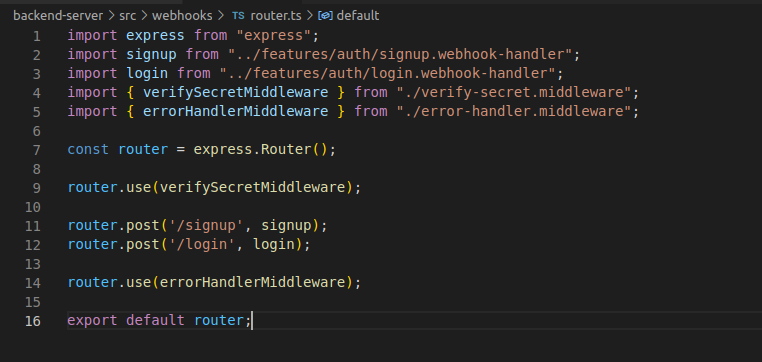 backend-server > src > webhooks > TS router.ts > default
1 import express from "express";
2 import signup from "../features/auth/signup.webhook-handler";
3 import login from "../features/auth/login.webhook-handler";
4 import { verifySecretMiddleware } from "./verify-secret.middleware";
5 import { errorHandlerMiddleware } from "./error-handler.middleware";
6
7 const router = express.Router();
8
9 router.use(verifySecretMiddleware);
10
11 router.post('/signup', signup);
12 router.post('/login', login);
13
14 router.use(errorHandlerMiddleware);
15
16 export default router;